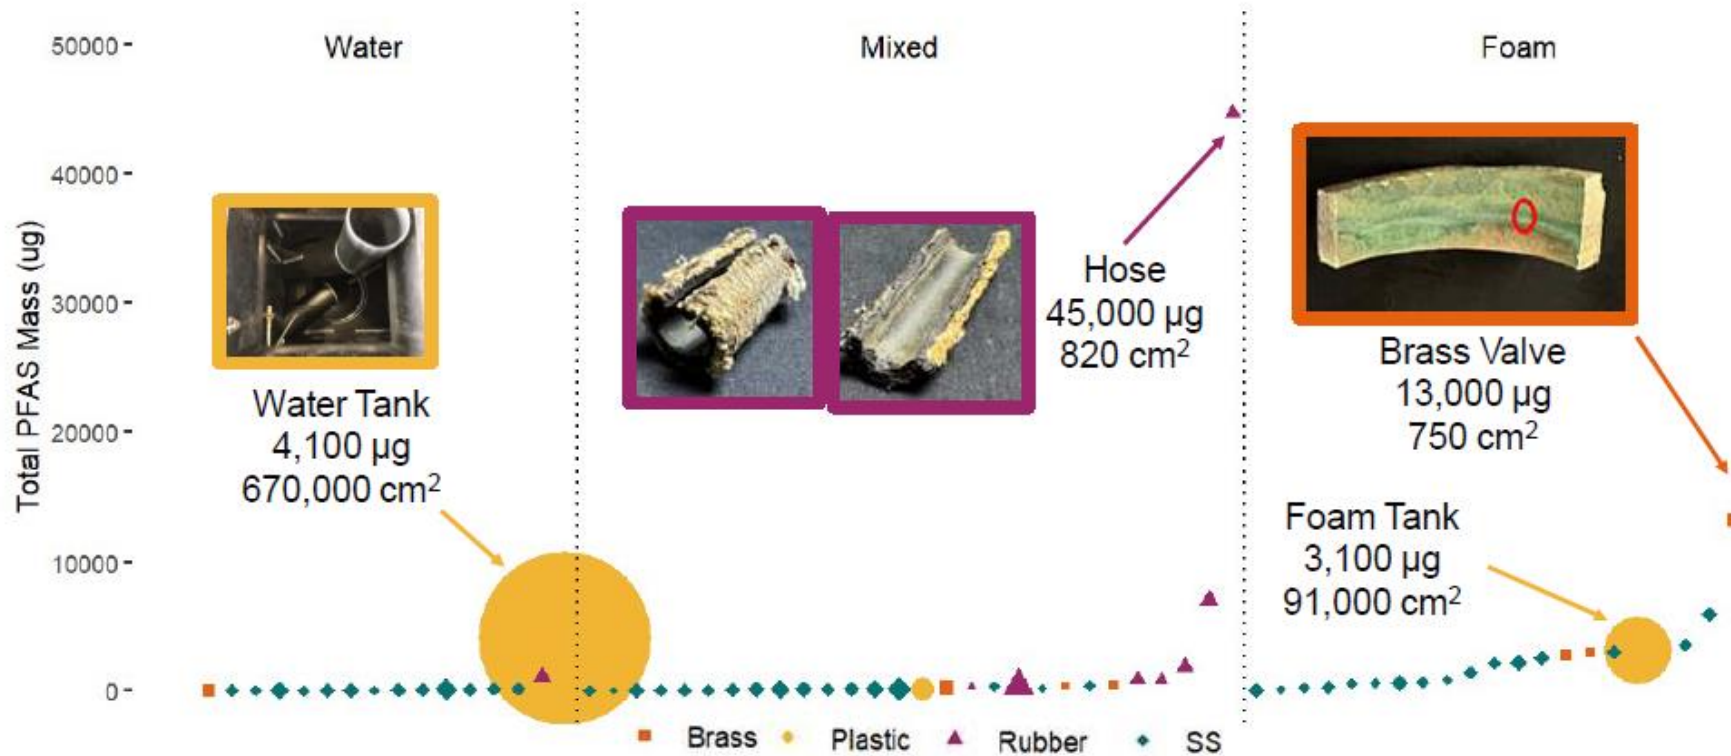 Water
Mixed
Foam
Total PFAS Mass (ug)
50000
40000
30000
20000
10000
0
Water Tank
4,100 µg
670,000 cm²
Hose
45,000 µg
820 cm²
Brass Valve
13,000 µg
750 cm²
Foam Tank
3,100 µg
91,000 cm²
Brass Plastic Rubber SS